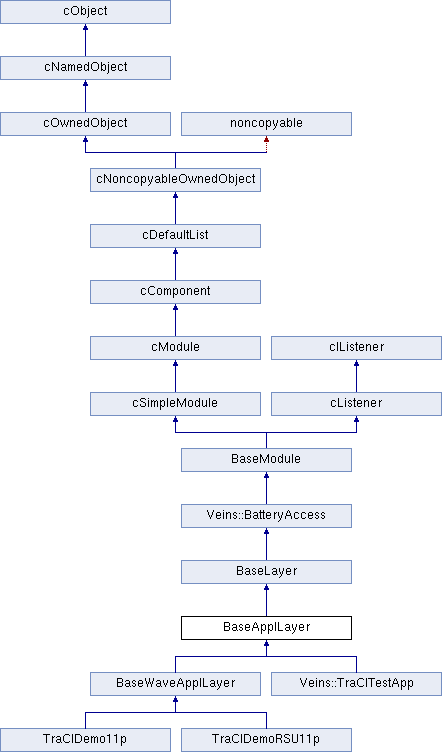 cObject
cNamedObject
cOwnedObject
noncopyable
cNoncopyableOwnedObject
cDefaultList
cComponent
cModule
cIListener
cSimpleModule
cListener
BaseModule
Veins::BatteryAccess
BaseLayer
BaseApplLayer
BaseWaveApplLayer
Veins::TraCITestApp
TraCIDemo11p
TraCIDemoRSU11p